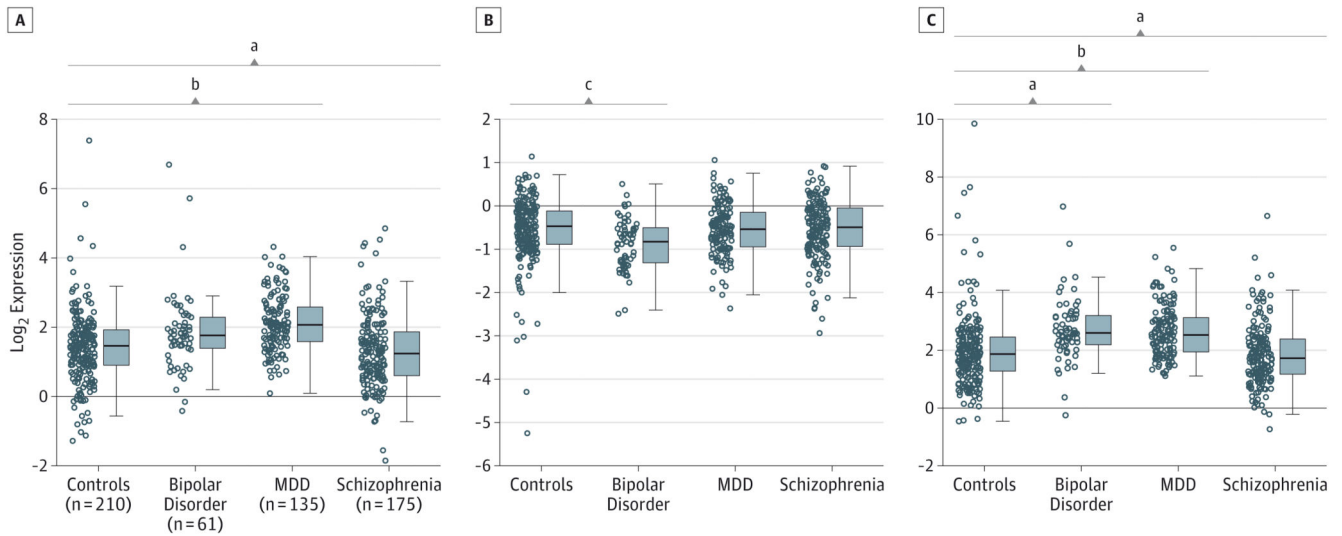 A
a
b
Log2 Expression
8
6
4
2
0
-2
Controls
(n=210)
Bipolar
Disorder
(n=61)
MDD
(n=135)
Schizophrenia
(n=175)
B
c
2
1
0
-1
-2
-3
-4
-5
-6
Controls
Bipolar
Disorder
MDD
Schizophrenia
C
a
b
a
10
8
6
4
2
0
-2
Controls
Bipolar
Disorder
MDD
Schizophrenia